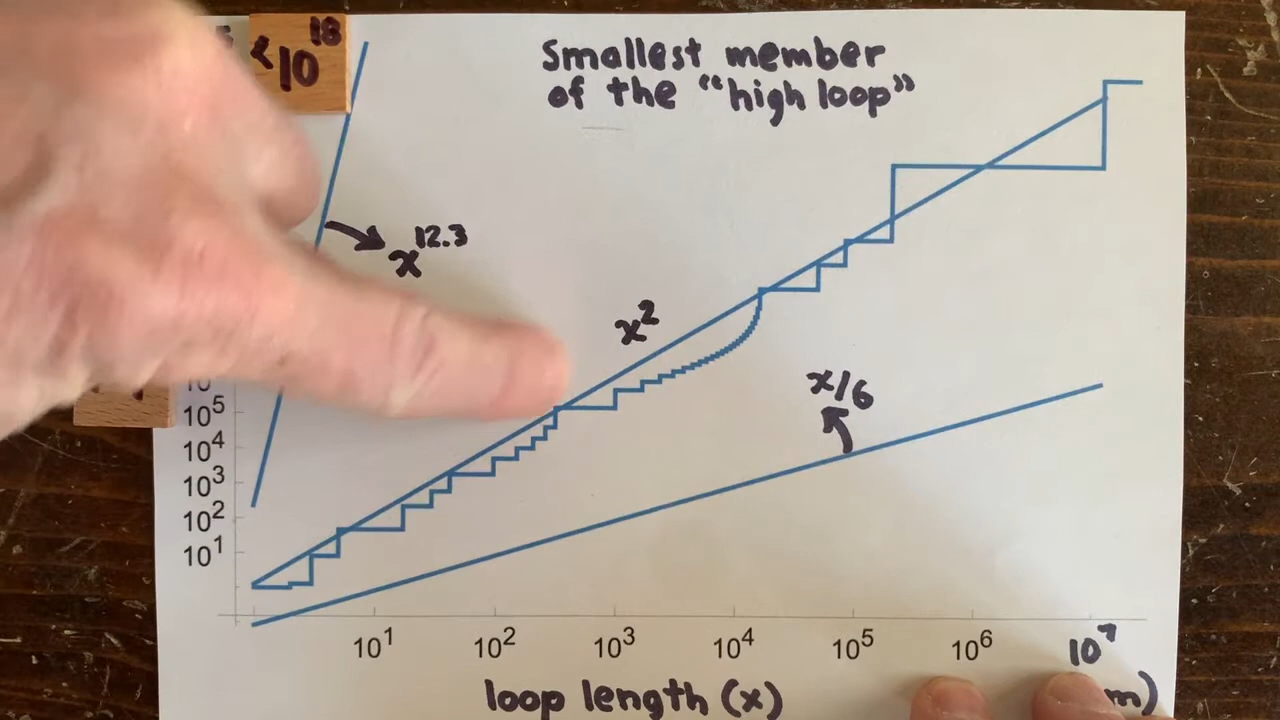 <10^18
Smallest member
of the “high loop”
x^12.3
x^2
x/6
10^5
10^4
10^3
10^2
10^1
10^1 10^2 10^3 10^4 10^5 10^6 10^7
loop length (x)